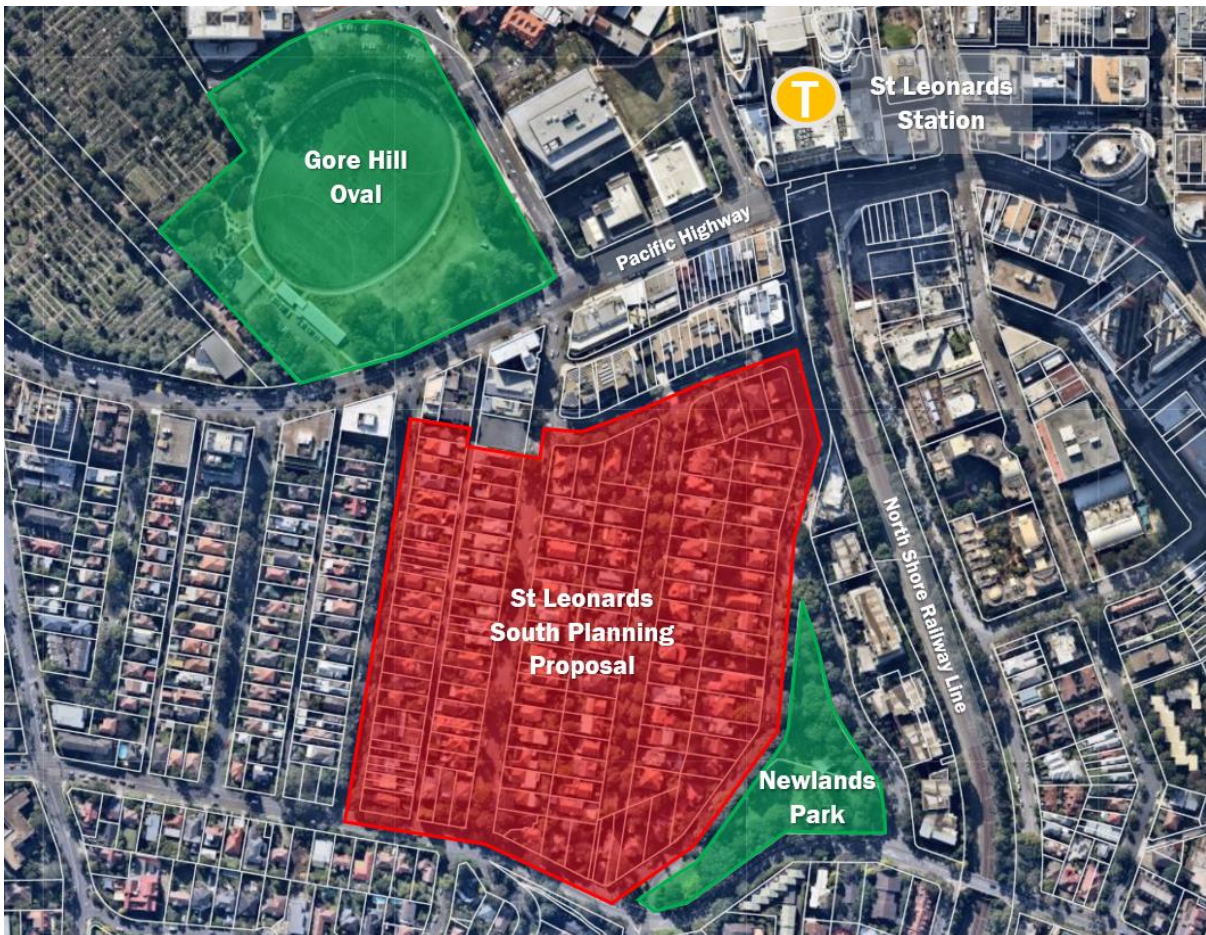 Gore Hill
Oval
T
St Leonards
Station
Pacific Highway
St Leonards
South Planning
Proposal
North Shore Railway Line
Newlands
Park